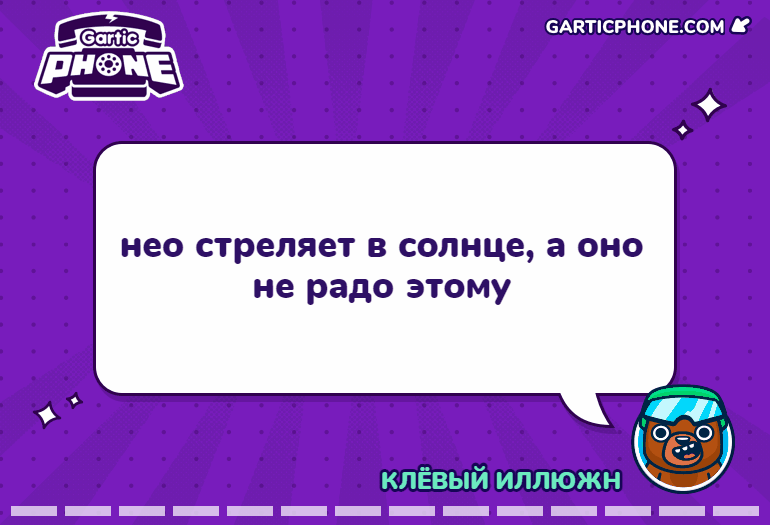 Gartic
PHONE
GARTICPHONE.COM
нео стреляет в солнце, а оно
не радо этому
КЛЁВЫЙ ИЛЛЮЖН